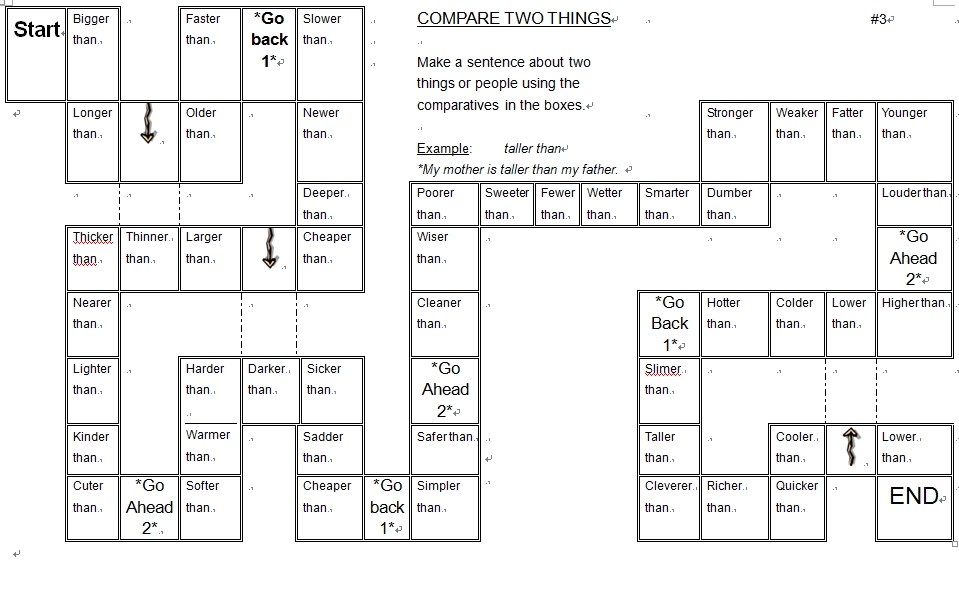 Start
Bigger
than.
Faster
than.
*Go
back
1*
Slower
than.
COMPARE TWO THINGS
#3
Make a sentence about two
things or people using the
comparatives in the boxes.
Example: taller than
*My mother is taller than my father.
Longer
than.
Older
than.
Newer
than.
Stronger
than.
Weaker
than.
Fatter
than.
Younger
than.
Deeper.
than.
Poorer
than.
Sweeter
than.
Fewer
than.
Wetter
than.
Smarter
than.
Dumber
than.
Louder than.
Thicker
than.
Thinner.
than.
Larger
than.
Cheaper
than.
Wiser
than.
*Go
Ahead
2*
Nearer
than.
Cleaner
than.
*Go
Back
1*
Hotter
than.
Colder
than.
Lower
than.
Higher than.
Lighter
than.
Harder
than.
Darker.
than.
Sicker
than.
*Go
Ahead
2*
Slimer.
than.
Kinder
than.
Warmer
than.
Sadder
than.
Safer than.
Taller
than.
Cooler.
than.
Lower.
than.
Cuter
than.
*Go
Ahead
2*
Softer
than.
Cheaper
than.
*Go
back
1*
Simpler
than.
Cleverer.
than.
Richer.
than.
Quicker
than.
END